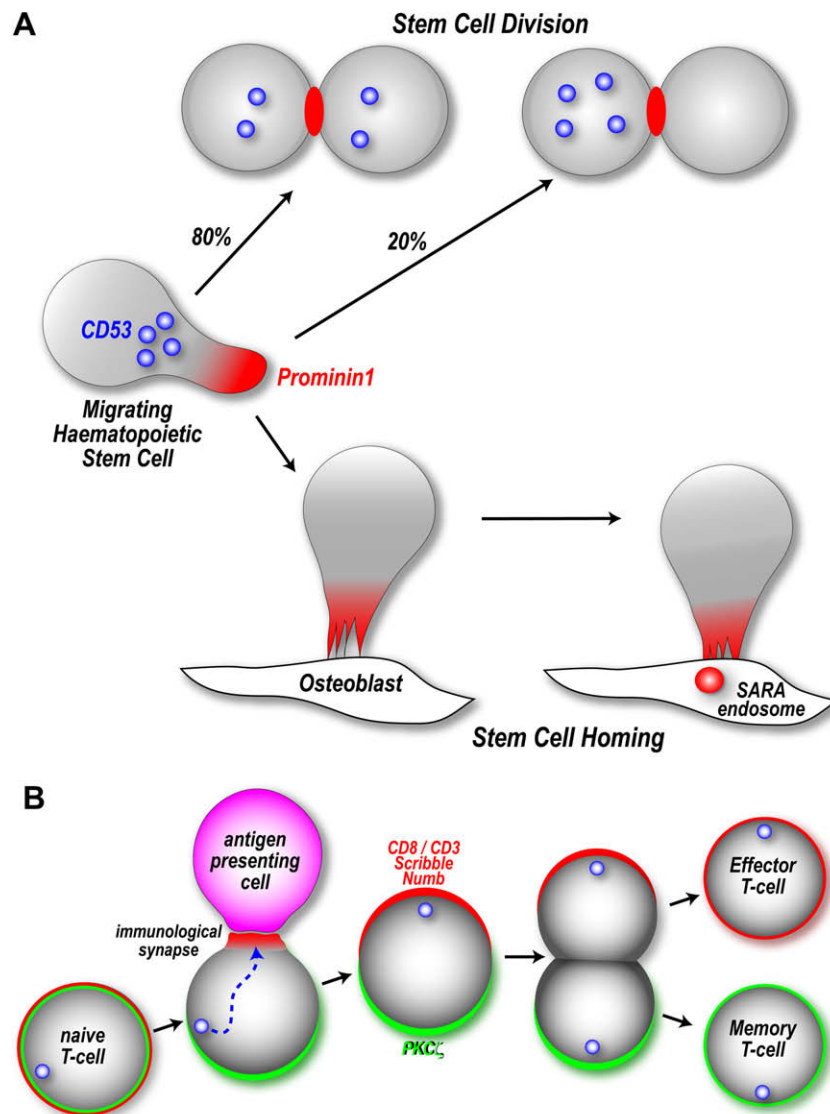 A
Stem Cell Division
80%
20%
CD53
Prominin1
Migrating
Haematopoietic
Stem Cell
Osteoblast
SARA
endosome
Stem Cell Homing
B
antigen
presenting
cell
CD8 / CD3
Scribble
Numb
Effector
T-cell
immunological
synapse
naive
T-cell
PKCζ
Memory
T-cell